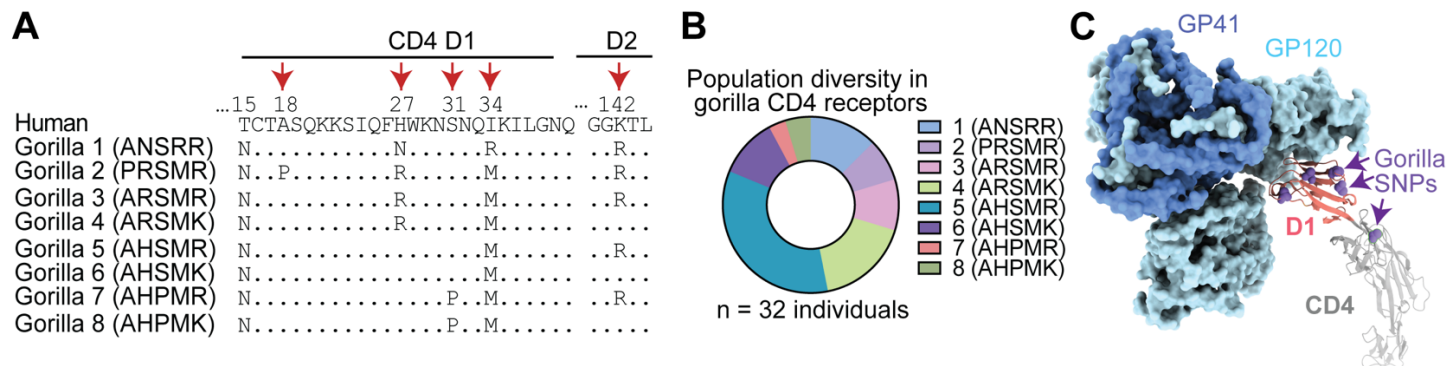 A
CD4 D1 D2
...15 18 27 31 34 ... 142
Human TCTASQKKSIQFHWKNSNQIKILGNQ GGKTL
Gorilla 1 (ANSRR) N...........N......R...... ..R..
Gorilla 2 (PRSMR) N..P........R......M...... ..R..
Gorilla 3 (ARSMR) N...........R......M...... ..R..
Gorilla 4 (ARSMK) N...........R......M...... .....
Gorilla 5 (AHSMR) N..................M...... ..R..
Gorilla 6 (AHSMK) N..................M...... .....
Gorilla 7 (AHPMR) N...............P..M...... ..R..
Gorilla 8 (AHPMK) N...............P..M...... .....
B
Population diversity in
gorilla CD4 receptors
1 (ANSRR)
2 (PRSMR)
3 (ARSMR)
4 (ARSMK)
5 (AHSMR)
6 (AHSMK)
7 (AHPMR)
8 (AHPMK)
n = 32 individuals
C
GP41
GP120
Gorilla
SNPs
D1
CD4